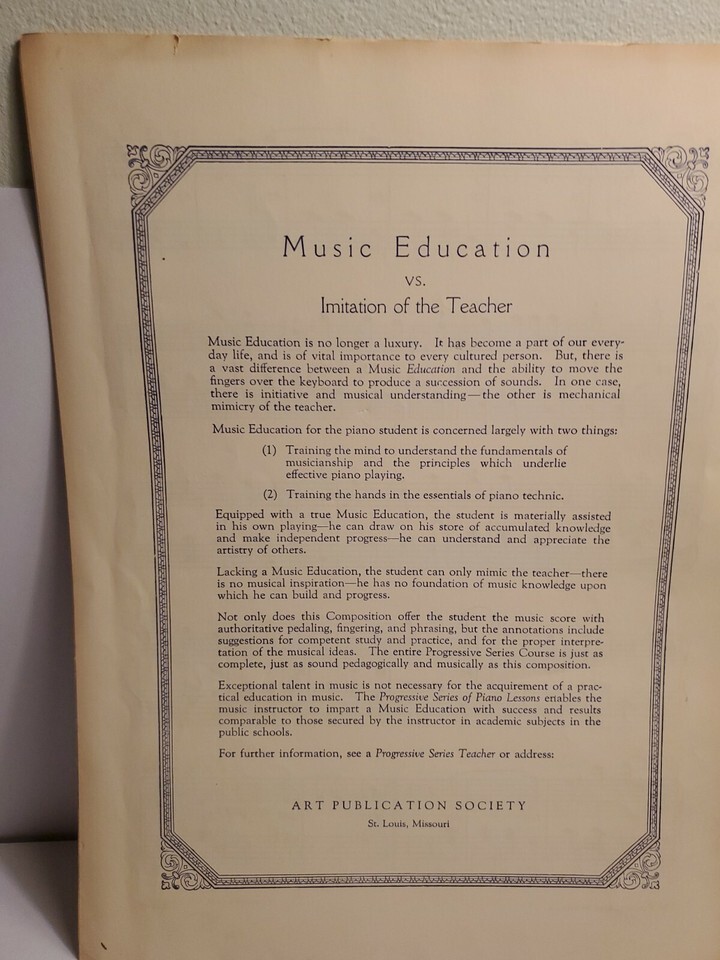 Music Education
VS.
Imitation of the Teacher
Music Education is no longer a luxury. It has become a part of our every-
day life, and is of vital importance to every cultured person. But, there is
a vast difference between a Music Education and the ability to move the
fingers over the keyboard to produce a succession of sounds. In one case,
there is initiative and musical understanding—the other is mechanical
mimicry of the teacher.
Music Education for the piano student is concerned largely with two things:
(1) Training the mind to understand the fundamentals of
musicianship and the principles which underlie
effective piano playing.
(2) Training the hands in the essentials of piano technic.
Equipped with a true Music Education, the student is materially assisted
in his own playing—he can draw on his store of accumulated knowledge
and make independent progress—he can understand and appreciate the
artistry of others.
Lacking a Music Education, the student can only mimic the teacher—there
is no musical inspiration—he has no foundation of music knowledge upon
which he can build and progress.
Not only does this Composition offer the student the music score with
authoritative pedaling, fingering, and phrasing, but the annotations include
suggestions for competent study and practice, and for the proper interpre-
tation of the musical ideas. The entire Progressive Series Course is just as
complete, just as sound pedagogically and musically as this composition.
Exceptional talent in music is not necessary for the acquirement of a prac-
tical education in music. The Progressive Series of Piano Lessons enables the
music instructor to impart a Music Education with success and results
comparable to those secured by the instructor in academic subjects in the
public schools.
For further information, see a Progressive Series Teacher or address:
ART PUBLICATION SOCIETY
St. Louis, Missouri